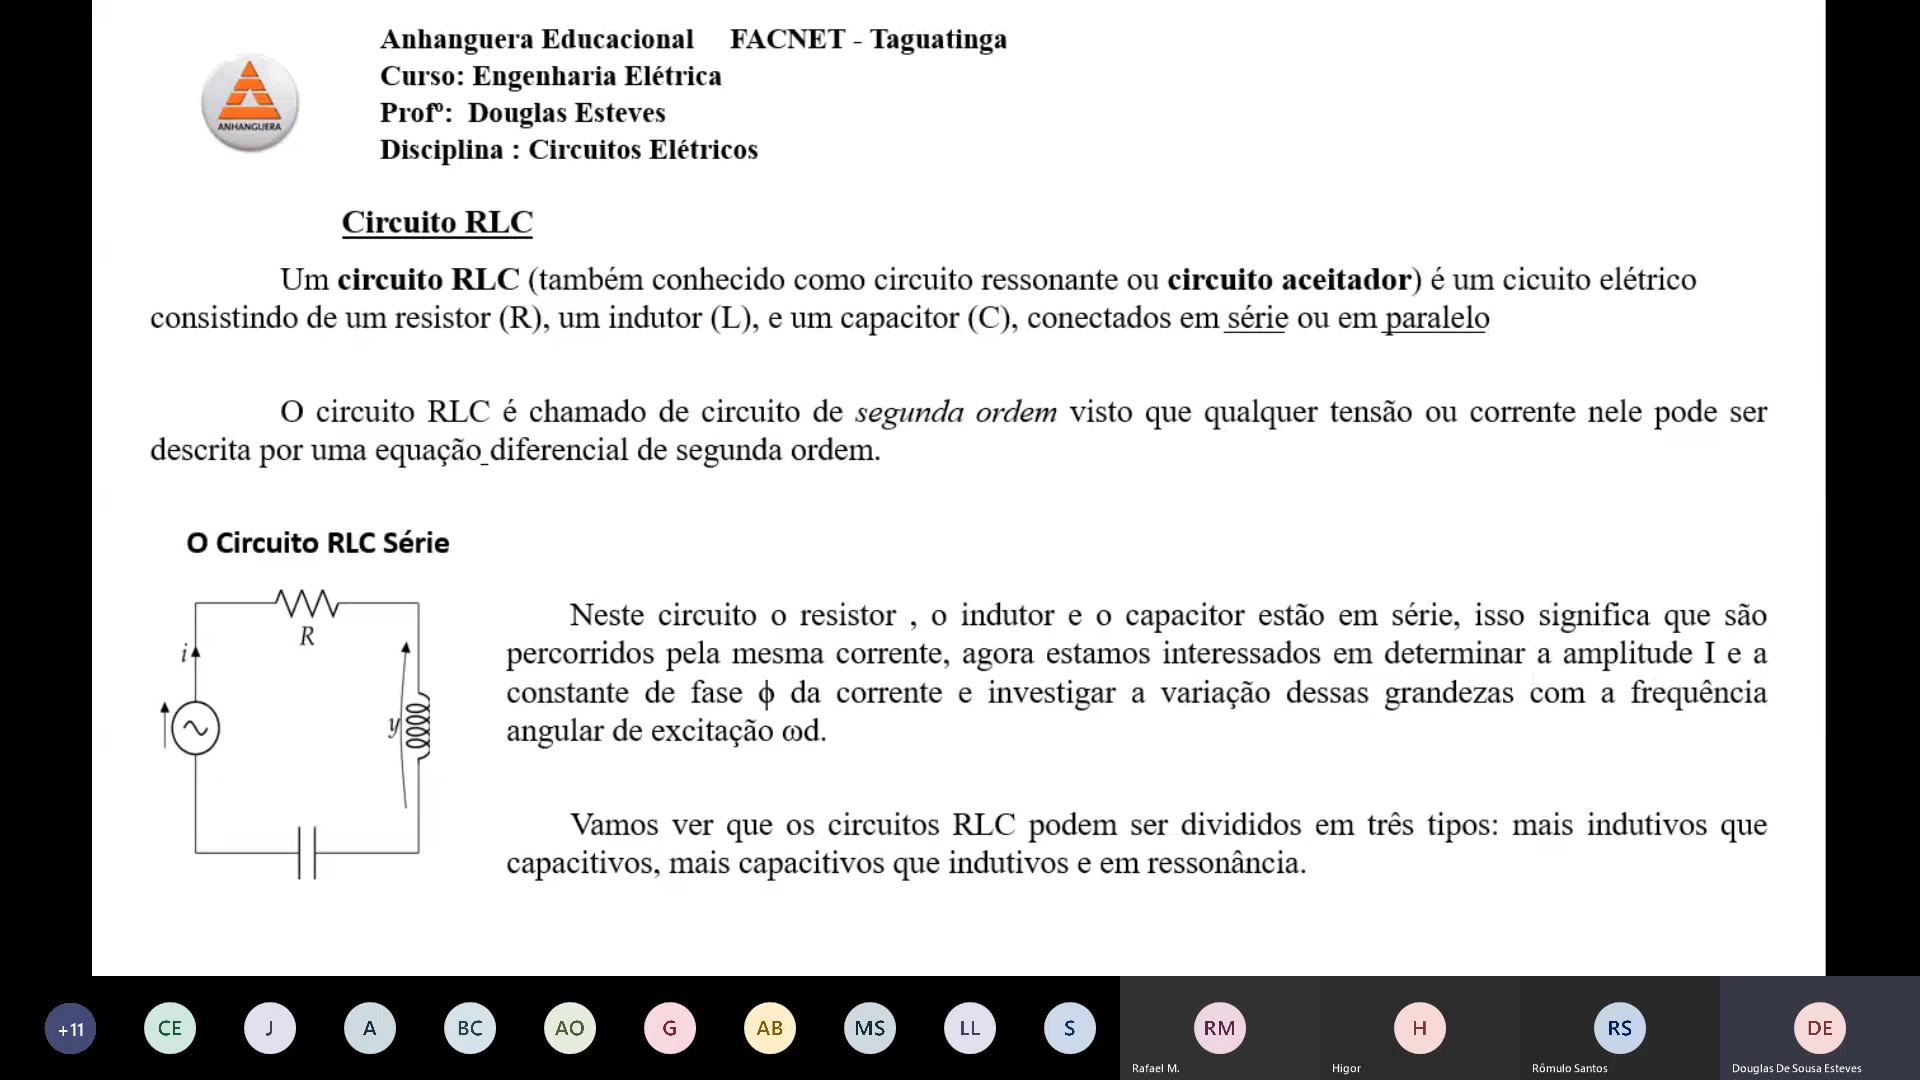 Anhanguera Educacional FACNET - Taguatinga
Curso: Engenharia Elétrica
Profº: Douglas Esteves
Disciplina : Circuitos Elétricos
ANHANGUERA
Circuito RLC
Um circuito RLC (também conhecido como circuito ressonante ou circuito aceitador) é um cicuito elétrico
consistindo de um resistor (R), um indutor (L), e um capacitor (C), conectados em série ou em paralelo
O circuito RLC é chamado de circuito de segunda ordem visto que qualquer tensão ou corrente nele pode ser
descrita por uma equação diferencial de segunda ordem.
O Circuito RLC Série
R
i
y
Neste circuito o resistor , o indutor e o capacitor estão em série, isso significa que são
percorridos pela mesma corrente, agora estamos interessados em determinar a amplitude I e a
constante de fase ϕ da corrente e investigar a variação dessas grandezas com a frequência
angular de excitação ωd.
Vamos ver que os circuitos RLC podem ser divididos em três tipos: mais indutivos que
capacitivos, mais capacitivos que indutivos e em ressonância.
+11 CE J A BC AO G AB MS LL S RM H RS DE
Rafael M. Higor Rômulo Santos Douglas De Sousa Esteves